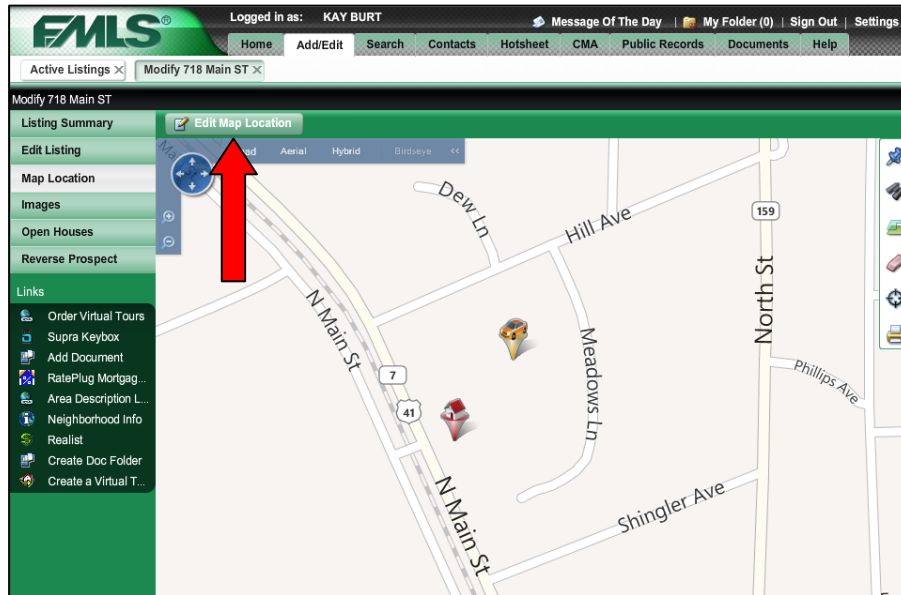 FMLS®
Logged in as: KAY BURT
Message Of The Day | My Folder (0) | Sign Out | Settings
Home Add/Edit Search Contacts Hotsheet CMA Public Records Documents Help
Active Listings × Modify 718 Main ST ×
Modify 718 Main ST
Listing Summary
Edit Listing
Map Location
Images
Open Houses
Reverse Prospect
Links
Order Virtual Tours
Supra Keybox
Add Document
RatePlug Mortgag...
Area Description L...
Neighborhood Info
Realist
Create Doc Folder
Create a Virtual T...
Edit Map Location
Aerial Hybrid Birdseye <<
Dew Ln
Hill Ave
159
North St
N Main St
Meadows Ln
7
41
Phillips Ave
N Main St
Shingler Ave